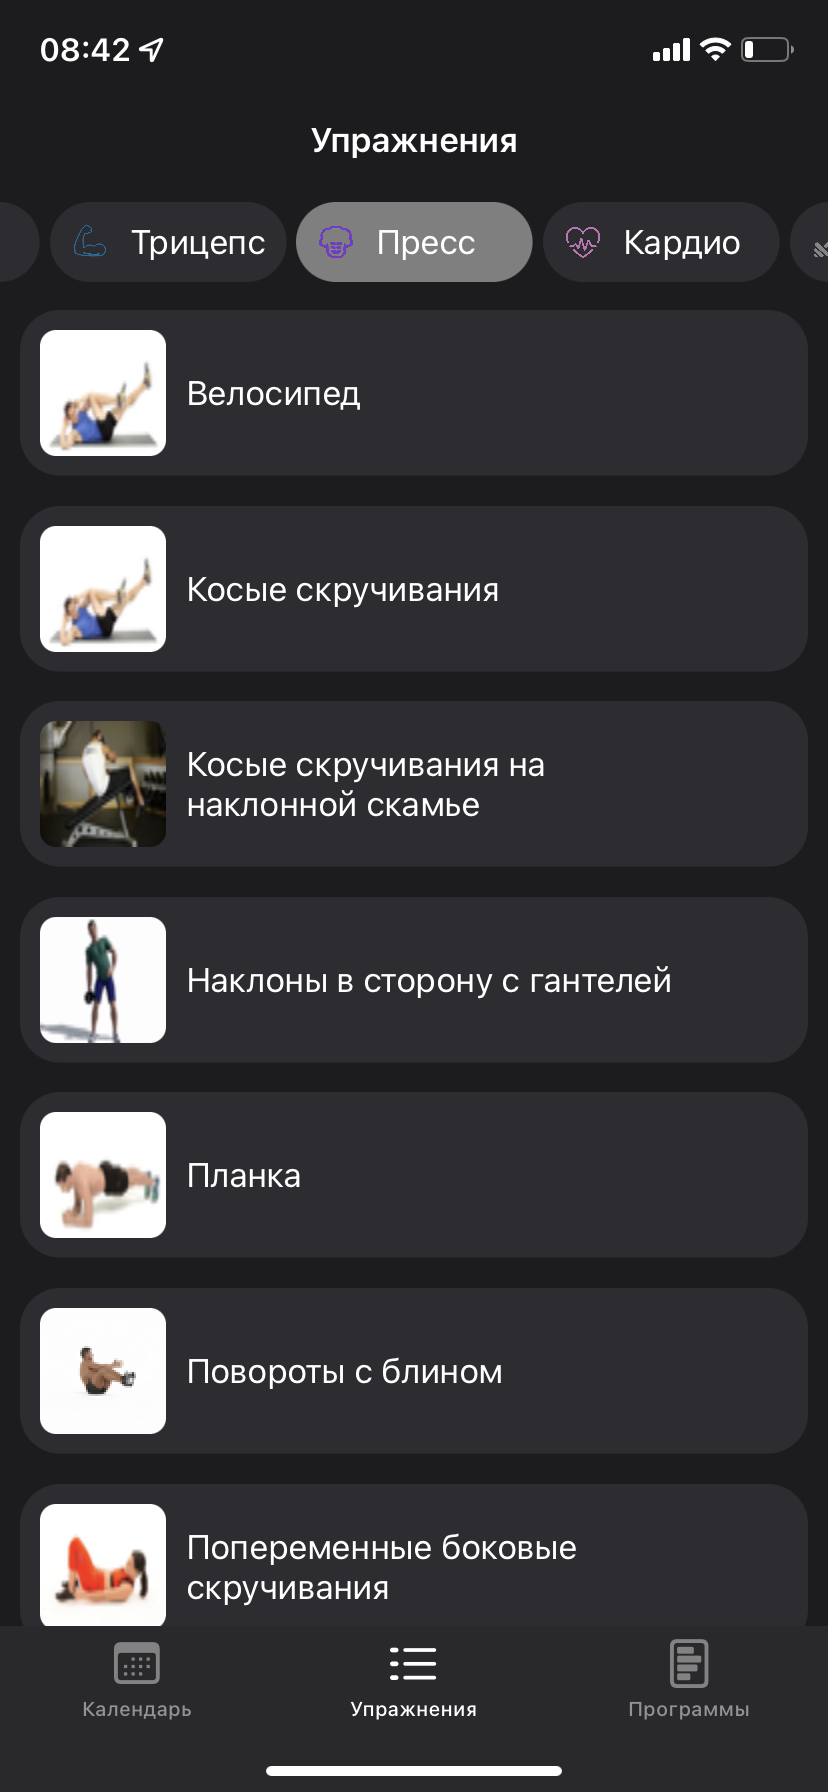 08:42
Упражнения
Трицепс
Пресс
Кардио
Велосипед
Косые скручивания
Косые скручивания на
наклонной скамье
Наклоны в сторону с гантелей
Планка
Повороты с блином
Попеременные боковые
скручивания
Календарь
Упражнения
Программы